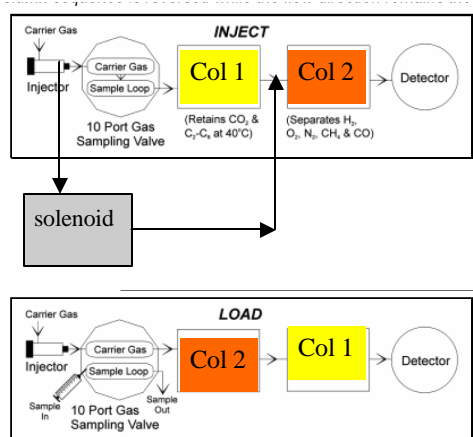 INJECT
Carrier Gas
Injector
Carrier Gas
Sample Loop
10 Port Gas
Sampling Valve
Col 1
(Retains CO₂ &
C₂-C₆ at 40°C)
Col 2
(Separates H₂,
O₂, N₂, CH₄ & CO)
Detector
solenoid
LOAD
Carrier Gas
Injector
Carrier Gas
Sample Loop
Sample
In
Sample
Out
10 Port Gas
Sampling Valve
Col 2
Col 1
Detector